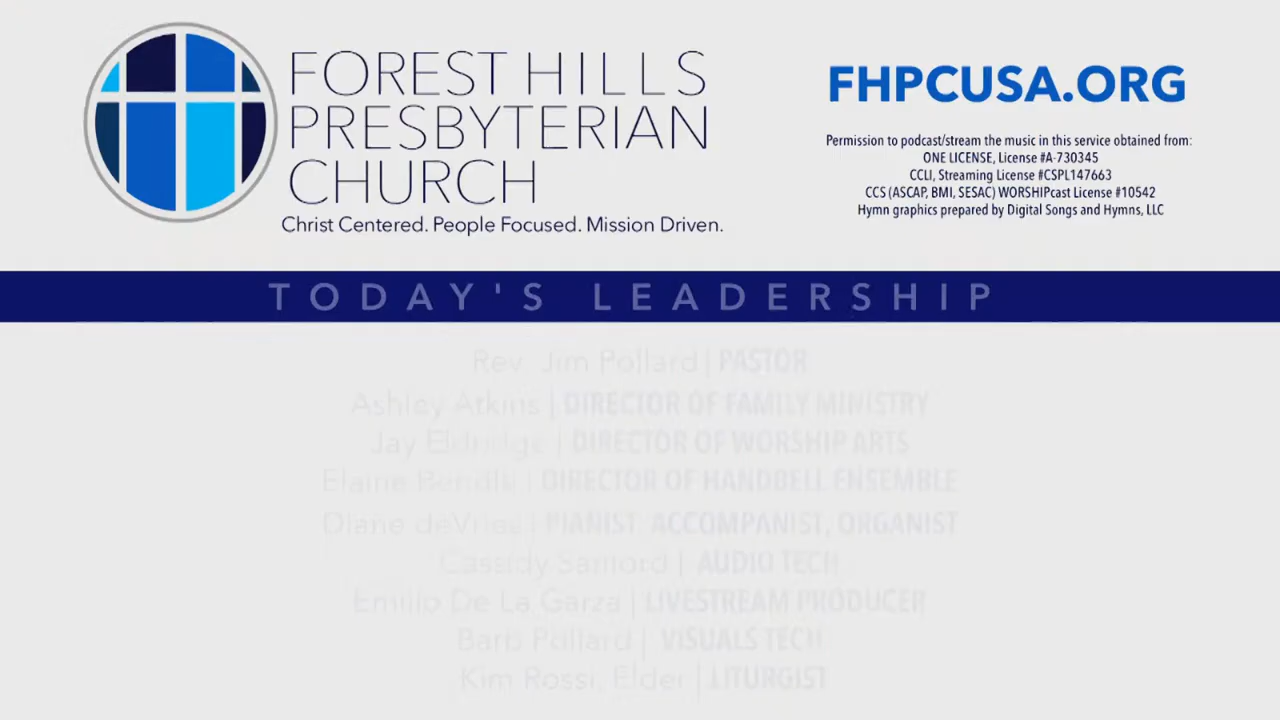 FOREST HILLS
PRESBYTERIAN
CHURCH
Christ Centered. People Focused. Mission Driven.
FHPCUSA.ORG
Permission to podcast/stream the music in this service obtained from:
ONE LICENSE, License #A-730345
CCLI, Streaming License #CSPL147663
CCS (ASCAP, BMI, SESAC) WORSHIPcast License #10542
Hymn graphics prepared by Digital Songs and Hymns, LLC
TODAY'S LEADERSHIP
Rev. Jim Pollard | PASTOR
Ashley Atkins | DIRECTOR OF FAMILY MINISTRY
Jay Eldridge | DIRECTOR OF WORSHIP ARTS
Elaine | DIRECTOR OF HANDBELL ENSEMBLE
Diane deVries | PIANIST, ACCOMPANIST, ORGANIST
Cassidy | AUDIO TECH
Emilio De La Garza | LIVESTREAM PRODUCER
Barb Pollard | VISUALS TECH
Kim Rossi, Elder | LITURGIST